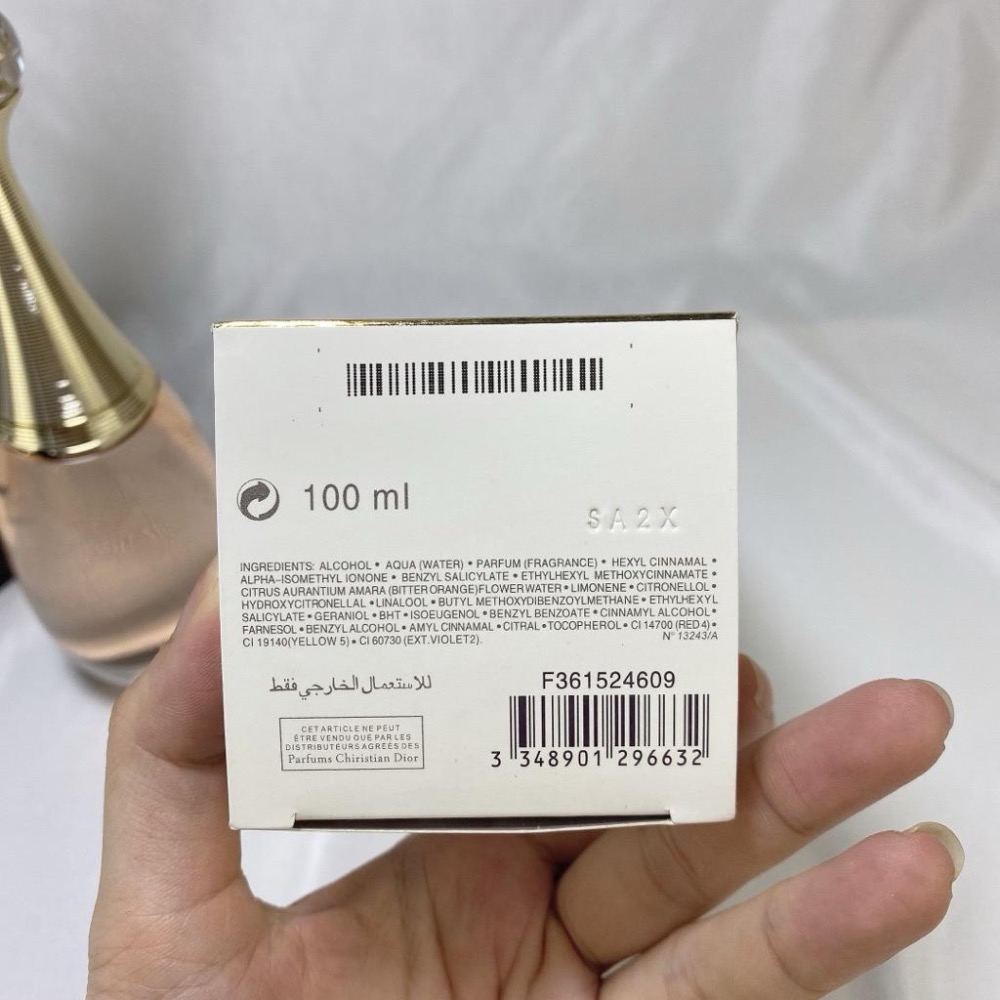 100 ml
SA2X
INGREDIENTS: ALCOHOL • AQUA (WATER) • PARFUM (FRAGRANCE) • HEXYL CINNAMAL •
ALPHA-ISOMETHYL IONONE • BENZYL SALICYLATE • ETHYLHEXYL METHOXYCINNAMATE •
CITRUS AURANTIUM AMARA (BITTER ORANGE)FLOWER WATER • LIMONENE • CITRONELLOL •
HYDROXYCITRONELLAL • LINALOOL • BUTYL METHOXYDIBENZOYLMETHANE • ETHYLHEXYL
SALICYLATE • GERANIOL • BHT • ISOEUGENOL • BENZYL BENZOATE • CINNAMYL ALCOHOL •
FARNESOL • BENZYL ALCOHOL • AMYL CINNAMAL • CITRAL • TOCOPHEROL • CI 14700 (RED 4) •
CI 19140(YELLOW 5) • CI 60730 (EXT.VIOLET2).
N° 13243/A
للاستعمال الخارجي فقط
CET ARTICLE NE PEUT
ÊTRE VENDU QUE PAR LES
DISTRIBUTEURS AGRÉÉS DES
Parfums Chiristian Dior
F361524609
3 348901 296632